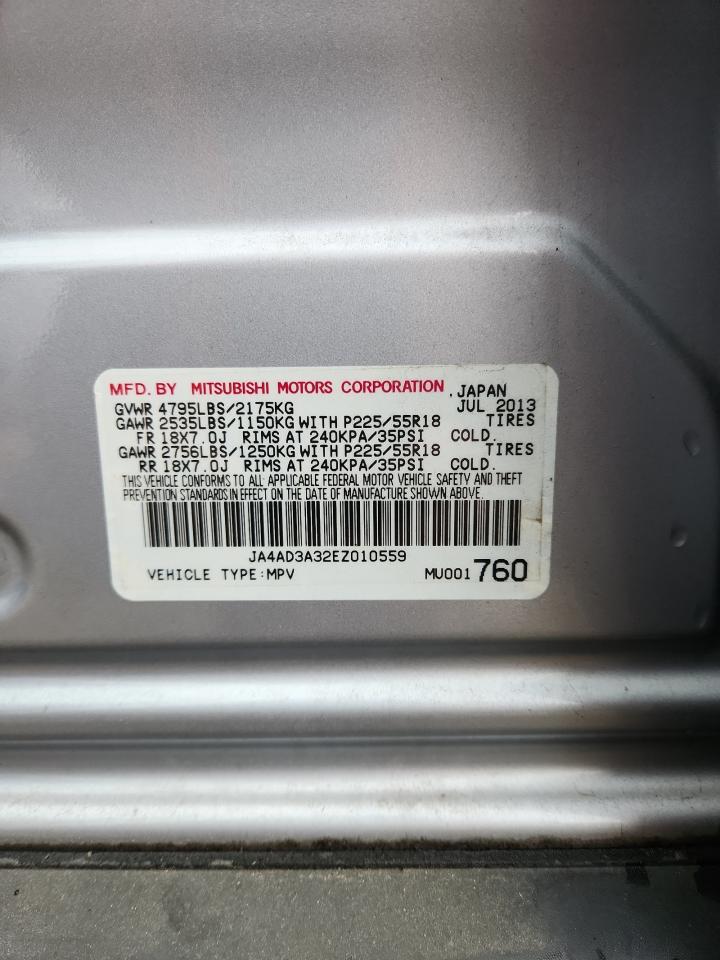 MFD. BY MITSUBISHI MOTORS CORPORATION , JAPAN
GVWR 4795LBS/2175KG JUL 2013
GAWR 2535LBS/1150KG WITH P225/55R18 TIRES
FR 18X7.0J RIMS AT 240KPA/35PSI COLD.
GAWR 2756LBS/1250KG WITH P225/55R18 TIRES
RR 18X7.0J RIMS AT 240KPA/35PSI COLD.
THIS VEHICLE CONFORMS TO ALL APPLICABLE FEDERAL MOTOR VEHICLE SAFETY AND THEFT
PREVENTION STANDARDS IN EFFECT ON THE DATE OF MANUFACTURE SHOWN ABOVE.
JA4AD3A32EZ010559
VEHICLE TYPE:MPV MU001 760